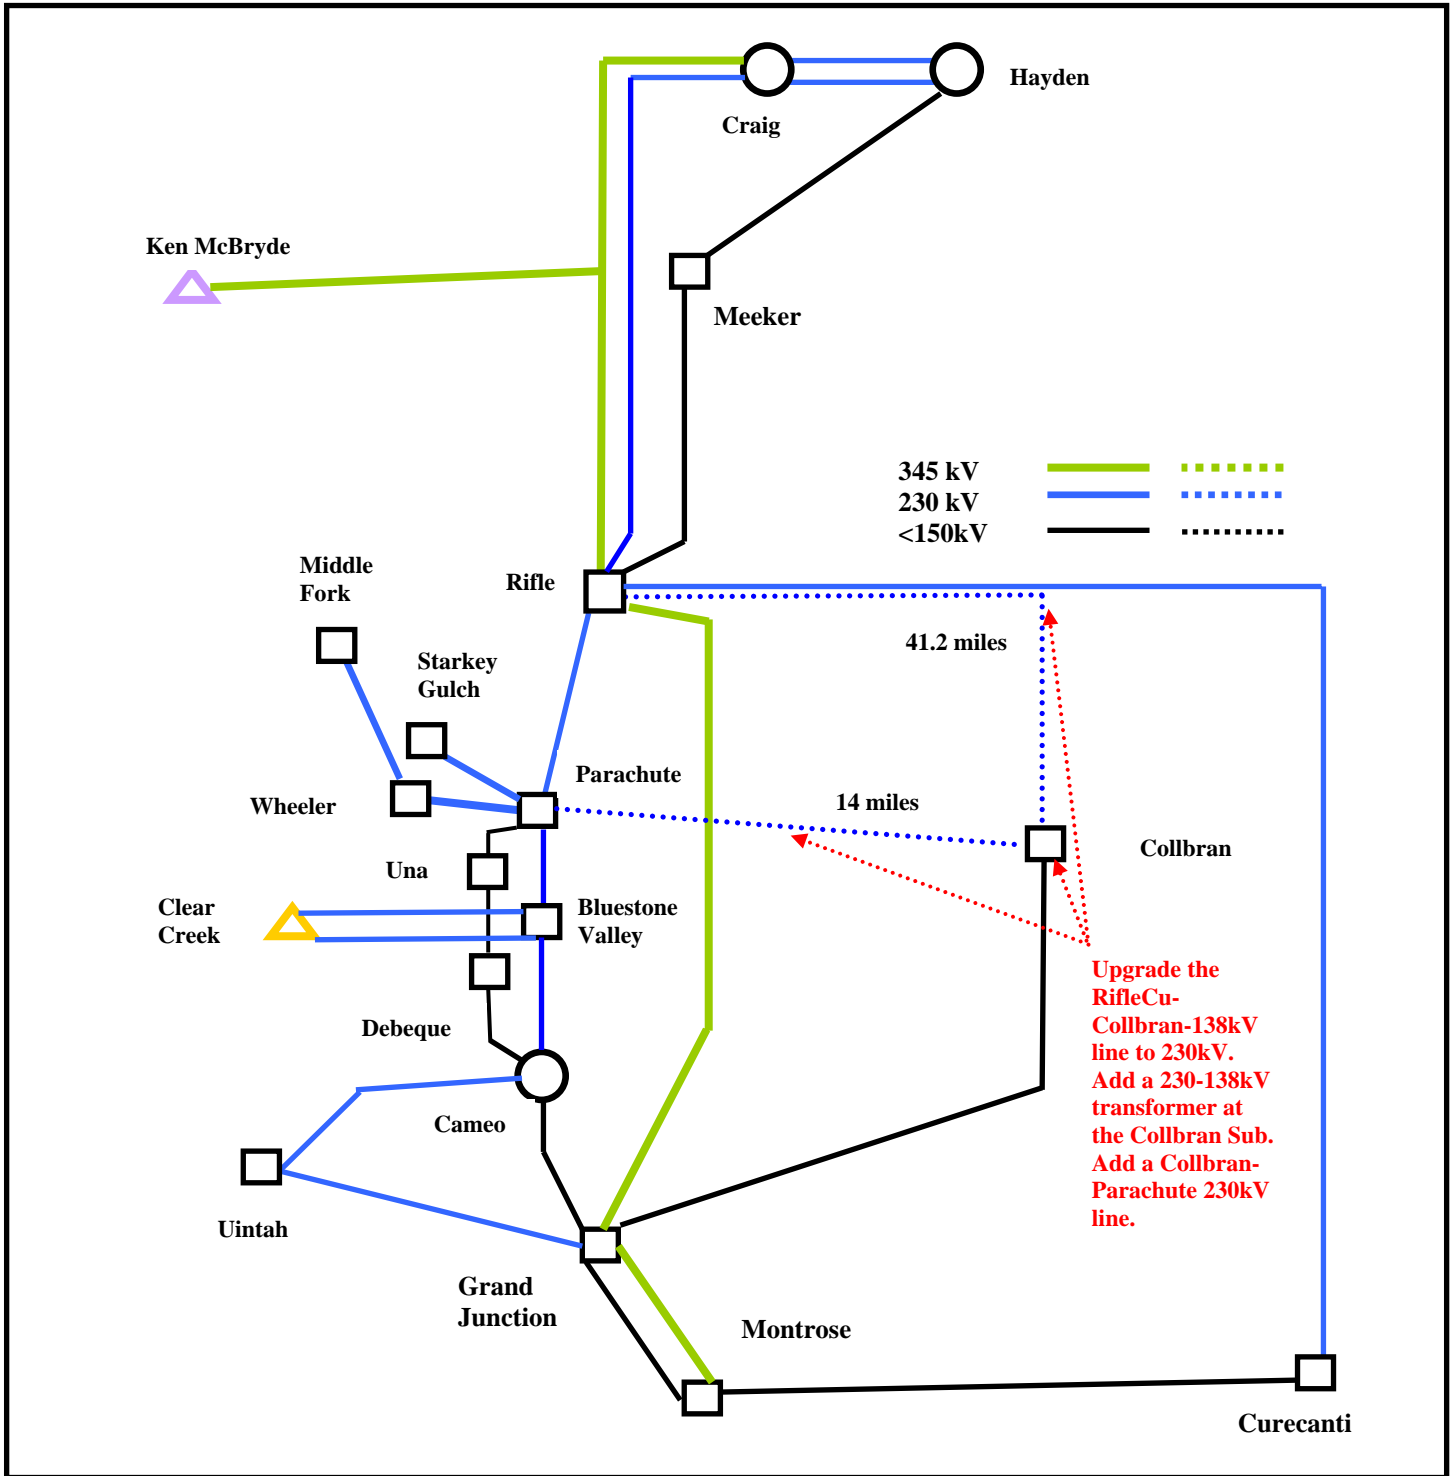 Hayden
Craig
Ken McBryde
Meeker
345 kV
230 kV
<150kV
Middle
Fork
Rifle
41.2 miles
Starkey
Gulch
Parachute
Wheeler
14 miles
Una
Collbran
Clear
Creek
Bluestone
Valley
Debeque
Upgrade the
RifleCu-
Collbran-138kV
line to 230kV.
Add a 230-138kV
transformer at
the Collbran Sub.
Add a Collbran-
Parachute 230kV
line.
Cameo
Uintah
Grand
Junction
Montrose
Curecanti